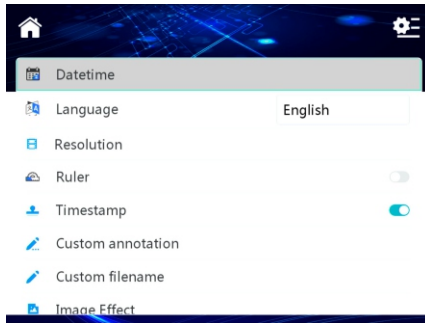 Datetime
Language English
Resolution
Ruler
Timestamp
Custom annotation
Custom filename
Image Effect